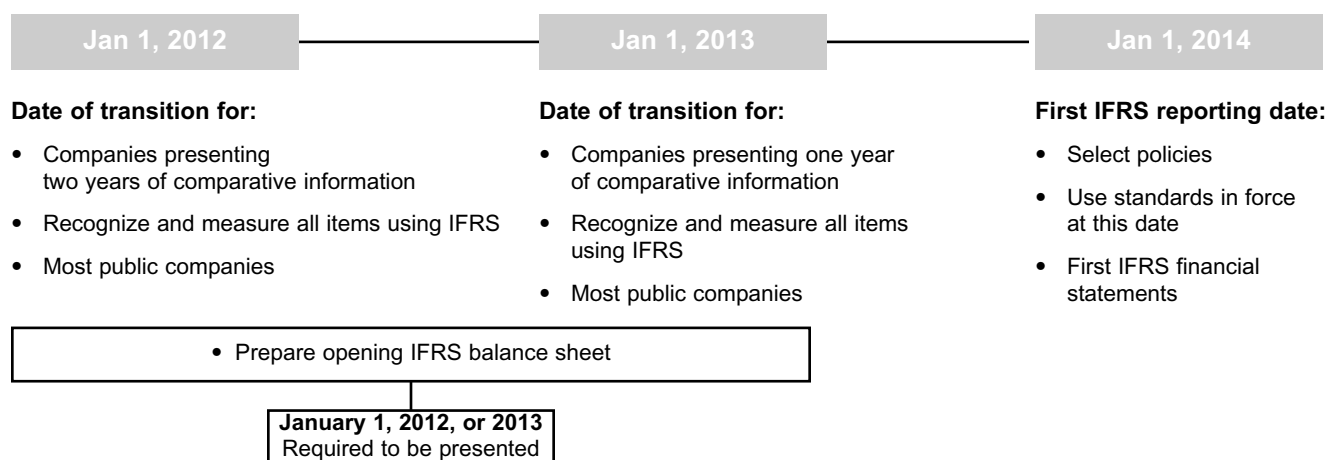 Jan 1, 2012
Jan 1, 2013
Jan 1, 2014
Date of transition for:
• Companies presenting
two years of comparative information
• Recognize and measure all items using IFRS
• Most public companies
Date of transition for:
• Companies presenting one year
of comparative information
• Recognize and measure all items
using IFRS
• Most public companies
First IFRS reporting date:
• Select policies
• Use standards in force
at this date
• First IFRS financial
statements
• Prepare opening IFRS balance sheet
January 1, 2012, or 2013
Required to be presented